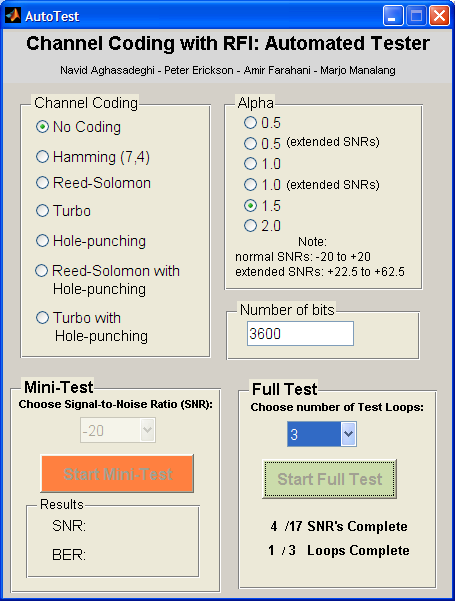 AutoTest
Channel Coding with RFI: Automated Tester
Navid Aghasadeghi - Peter Erickson - Amir Farahani - Marjo Manalang
Channel Coding
No Coding
Hamming (7,4)
Reed-Solomon
Turbo
Hole-punching
Reed-Solomon with
Hole-punching
Turbo with
Hole-punching
Alpha
0.5
0.5 (extended SNRs)
1.0
1.0 (extended SNRs)
1.5
2.0
Note:
normal SNRs: -20 to +20
extended SNRs: +22.5 to +62.5
Number of bits
3600
Mini-Test
Choose Signal-to-Noise Ratio (SNR):
-20
Start Mini-Test
Results
SNR:
BER:
Full Test
Choose number of Test Loops:
3
Start Full Test
4 /17 SNR's Complete
1 / 3 Loops Complete